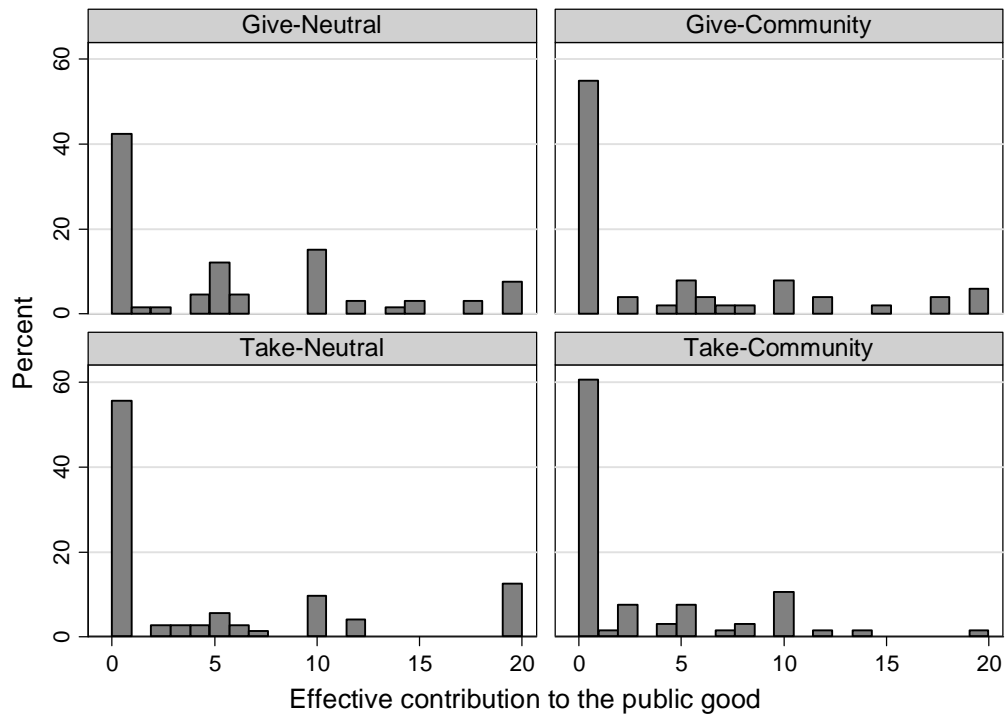 Give-Neutral
Give-Community
60
40
20
0
Take-Neutral
Take-Community
60
40
20
0
Percent
0 5 10 15 20
0 5 10 15 20
Effective contribution to the public good